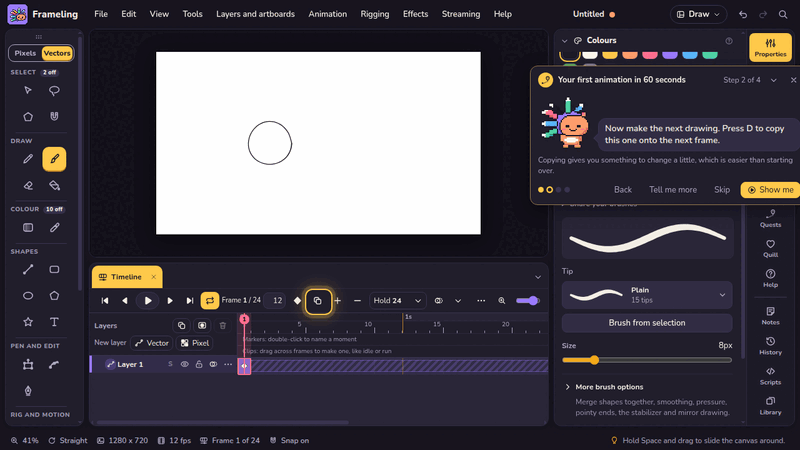 Frameling
File Edit View Tools Layers and artboards Animation Rigging Effects Streaming Help
Untitled
Draw
Pixels Vectors
SELECT 2 off
DRAW
COLOUR 10 off
SHAPES
PEN AND EDIT
RIG AND MOTION
Colours
Properties
Your first animation in 60 seconds
Step 2 of 4
Now make the next drawing. Press D to copy
this one onto the next frame.
Copying gives you something to change a little, which is easier than starting
over.
Back Tell me more Skip Show me
Tip
Plain
15 tips
Brush from selection
Size 8px
More brush options
Merge shapes together, smoothing, pressure,
pointy ends, the stabilizer and mirror drawing.
Quests
Quill
Help
Notes
History
Scripts
Library
Timeline
Frame 1 / 24
12
Hold 24
Layers
New layer Vector Pixel
1 5 10 1s 15 20
Markers: double-click to name a moment
Clips: drag across frames to make one, like idle or run
Layer 1 S
41% Straight 1280 x 720 12 fps Frame 1 of 24 Snap on
Hold Space and drag to slide the canvas around.